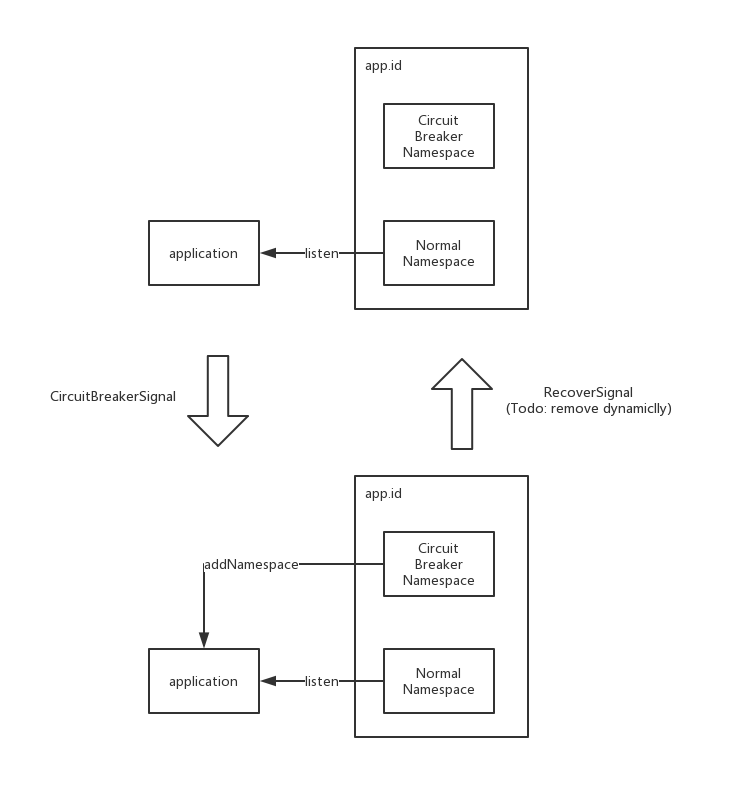 app.id
Circuit
Breaker
Namespace
application
listen
Normal
Namespace
CircuitBreakerSignal
RecoverSignal
(Todo: remove dynamiclly)
app.id
addNamespace
Circuit
Breaker
Namespace
application
listen
Normal
Namespace